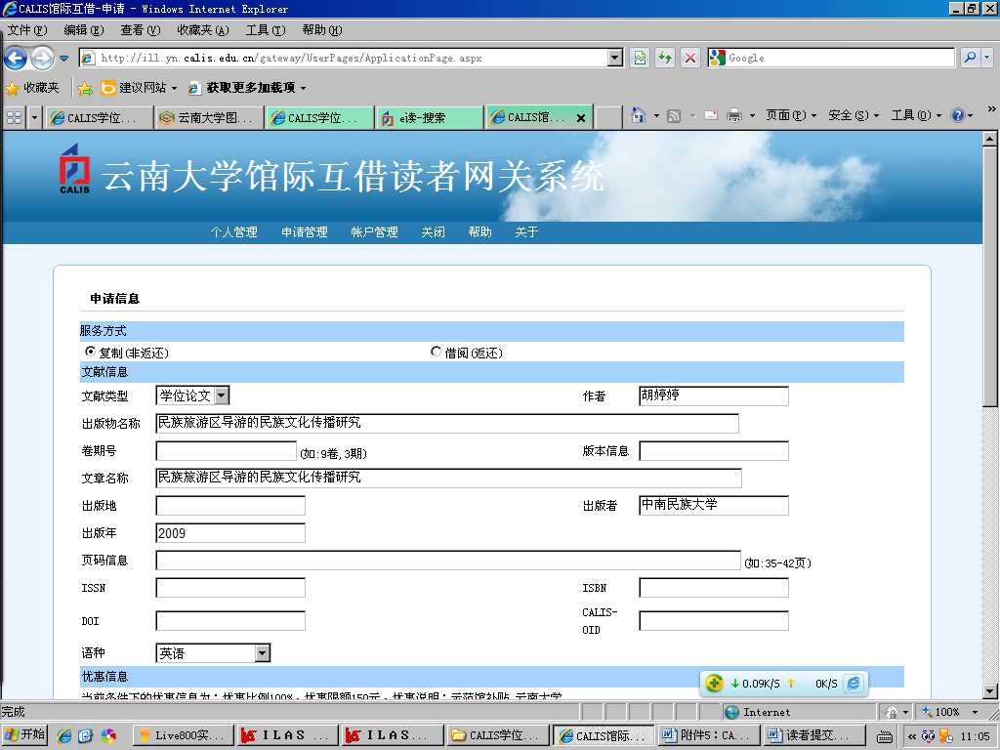 CALIS馆际互借-申请 - Windows Internet Explorer
文件(F) 编辑(E) 查看(V) 收藏夹(A) 工具(T) 帮助(H)
http://ill.yn.calis.edu.cn/gateway/UserPages/ApplicationPage.aspx Google
收藏夹 建议网站 获取更多附加模块
CALIS学位... 云南大学图... CALIS学位... e读-搜索 CALIS馆... 页面(P) 安全(S) 工具(O) »
CALIS 云南大学馆际互借读者网关系统
个人管理 申请管理 帐户管理 关闭 帮助 关于
申请信息
服务方式
复制(非返还) 借阅(返还)
文献信息
文献类型 学位论文 作者 胡婷婷
出版物名称 民族旅游区导游的民族文化传播研究
卷期号 (如:9卷,3期) 版本信息
文章名称 民族旅游区导游的民族文化传播研究
出版地 出版者 中南民族大学
出版年 2009
页码信息 (如:35-42页)
ISSN ISBN
DOI CALIS-
OID
语种 英语
优惠信息
0.09K/S 0K/S
当前条件下的优惠信息为：优惠比例100%，优惠限额150元，优惠说明：示范馆补贴_云南大学
完成 Internet 100%
开始 Live800实... ILAS ... ILAS ... CALIS学位... CALIS馆际... 附件5：CA... 读者提交... « 11:05